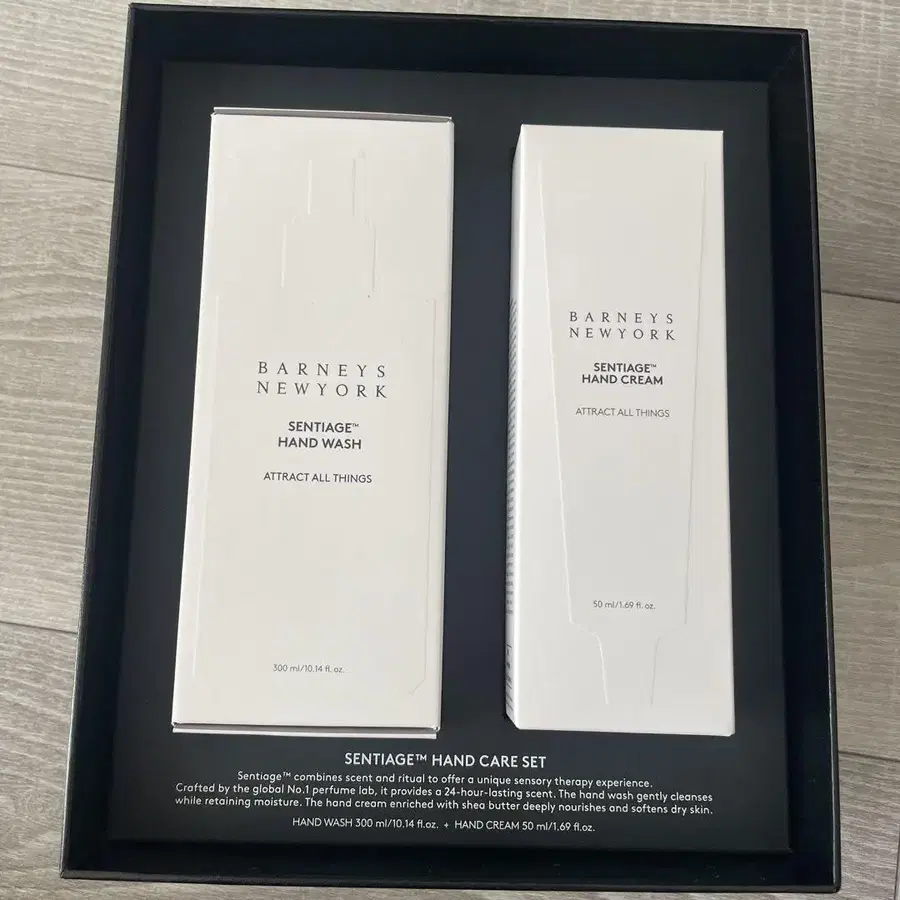 BARNEYS
NEWYORK
SENTIAGE™
HAND WASH
ATTRACT ALL THINGS
300 ml/10.14 fl. oz.
BARNEYS
NEWYORK
SENTIAGE™
HAND CREAM
ATTRACT ALL THINGS
50 ml/1.69 fl. oz.
SENTIAGE™ HAND CARE SET
Sentiage™ combines scent and ritual to offer a unique sensory therapy experience.
Crafted by the global No.1 perfume lab, it provides a 24-hour-lasting scent. The hand wash gently cleanses
while retaining moisture. The hand cream enriched with shea butter deeply nourishes and softens dry skin.
HAND WASH 300 ml/10.14 fl.oz. + HAND CREAM 50 ml/1.69 fl.oz.